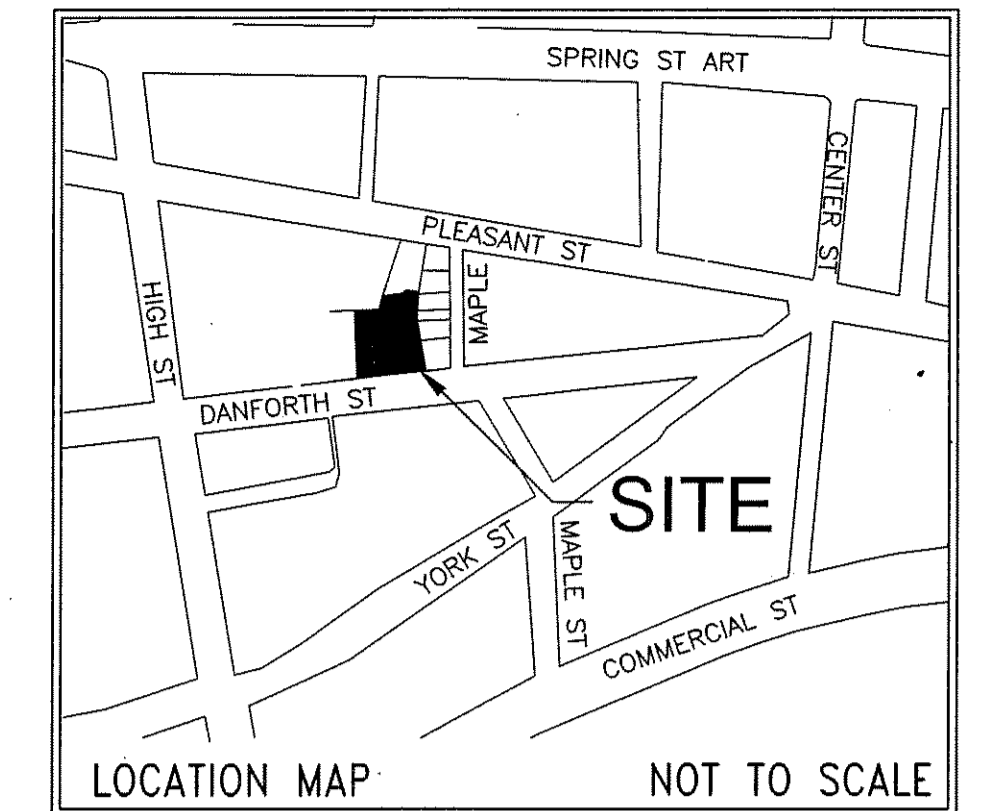 SPRING ST ART
CENTER ST
PLEASANT ST
MAPLE
HIGH ST
DANFORTH ST
SITE
YORK ST
MAPLE ST
COMMERCIAL ST
LOCATION MAP
NOT TO SCALE